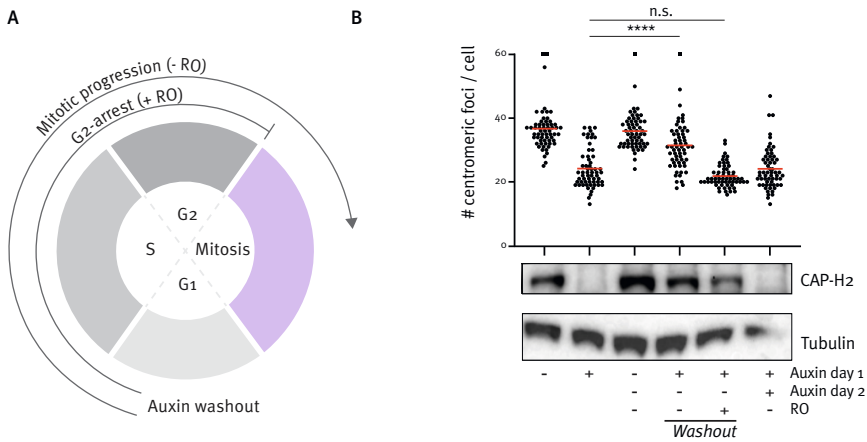 A
B
Mitotic progression (- RO)
G2-arrest (+ RO)
G2
S
Mitosis
G1
Auxin washout
n.s.
****
# centromeric foci / cell
60
40
20
0
CAP-H2
Tubulin
- + - + + + Auxin day 1
- - - + Auxin day 2
- - + - RO
Washout